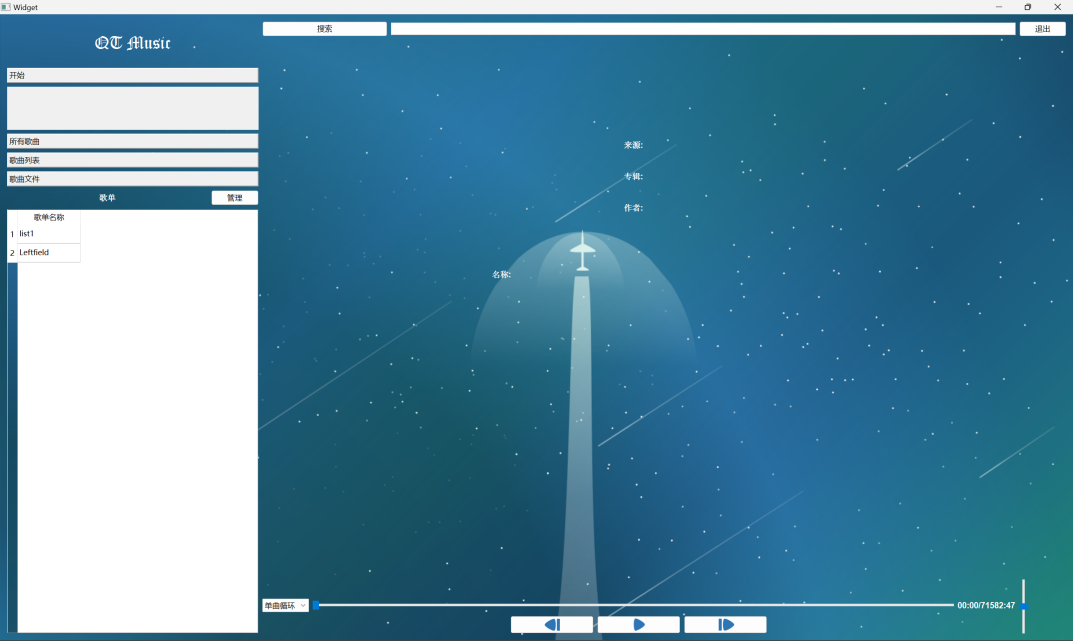 Widget
QT Music
搜索
退出
开始
所有歌曲
歌曲列表
歌曲文件
歌单
管理
歌单名称
1 list1
2 Leftfield
来源:
专辑:
作者:
名称:
单曲循环
00:00/71582:47